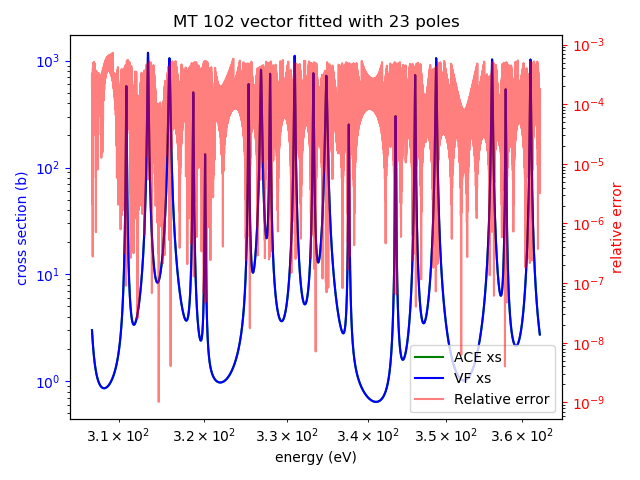 MT 102 vector fitted with 23 poles
cross section (b)
10³
10²
10¹
10⁰
relative error
10⁻³
10⁻⁴
10⁻⁵
10⁻⁶
10⁻⁷
10⁻⁸
10⁻⁹
ACE xs
VF xs
Relative error
3.1 × 10² 3.2 × 10² 3.3 × 10² 3.4 × 10² 3.5 × 10² 3.6 × 10²
energy (eV)